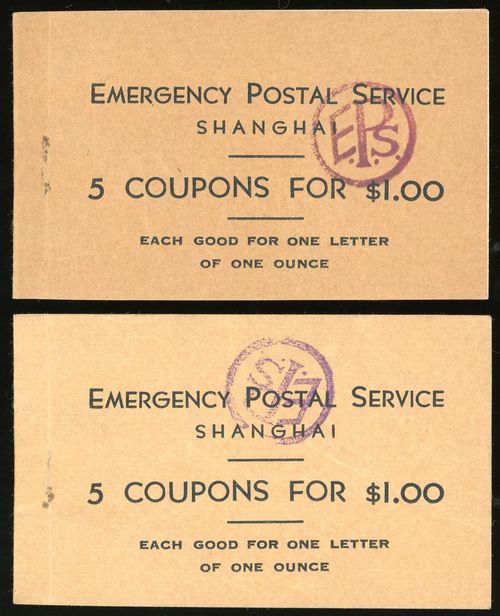 EMERGENCY POSTAL SERVICE
SHANGHAI
E.P.S.
5 COUPONS FOR $1.00
EACH GOOD FOR ONE LETTER
OF ONE OUNCE
E.P.S.
EMERGENCY POSTAL SERVICE
SHANGHAI
5 COUPONS FOR $1.00
EACH GOOD FOR ONE LETTER
OF ONE OUNCE